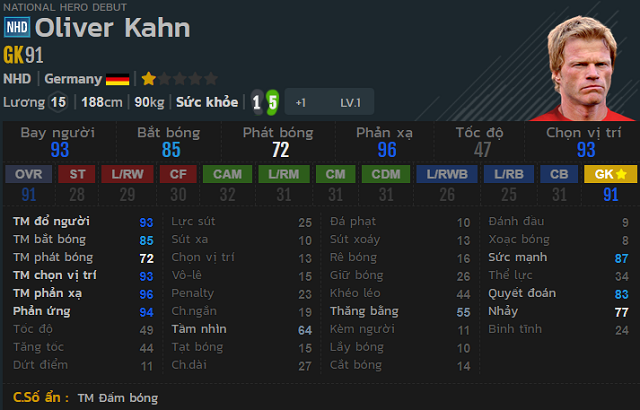 NATIONAL HERO DEBUT
NHD Oliver Kahn
GK91
NHD Germany
Lương 15 188cm 90kg Sức khỏe 1 5 +1 LV.1
Bay người Bắt bóng Phát bóng Phản xạ Tốc độ Chọn vị trí
93 85 72 96 47 93
OVR ST L/RW CF CAM L/RM CM CDM L/RWB L/RB CB GK
91 28 29 30 32 31 31 31 26 25 31 91
TM đổ người 93 Lực sút 25 Đá phạt 10 Đánh đầu 9
TM bắt bóng 85 Sút xa 10 Sút xoáy 13 Xoạc bóng 8
TM phát bóng 72 Chọn vị trí 13 Rê bóng 16 Sức mạnh 87
TM chọn vị trí 93 Vô-lê 15 Giữ bóng 26 Thể lực 34
TM phản xạ 96 Penalty 23 Khéo léo 44 Quyết đoán 83
Phản ứng 94 Ch.ngắn 19 Thăng bằng 55 Nhảy 77
Tốc độ 49 Tầm nhìn 64 Kèm người 11 Bình tĩnh 24
Tăng tốc 44 Tạt bóng 15 Lấy bóng 10
Dứt điểm 11 Ch.dài 27 Cắt bóng 14
C.Số ẩn : TM Đấm bóng